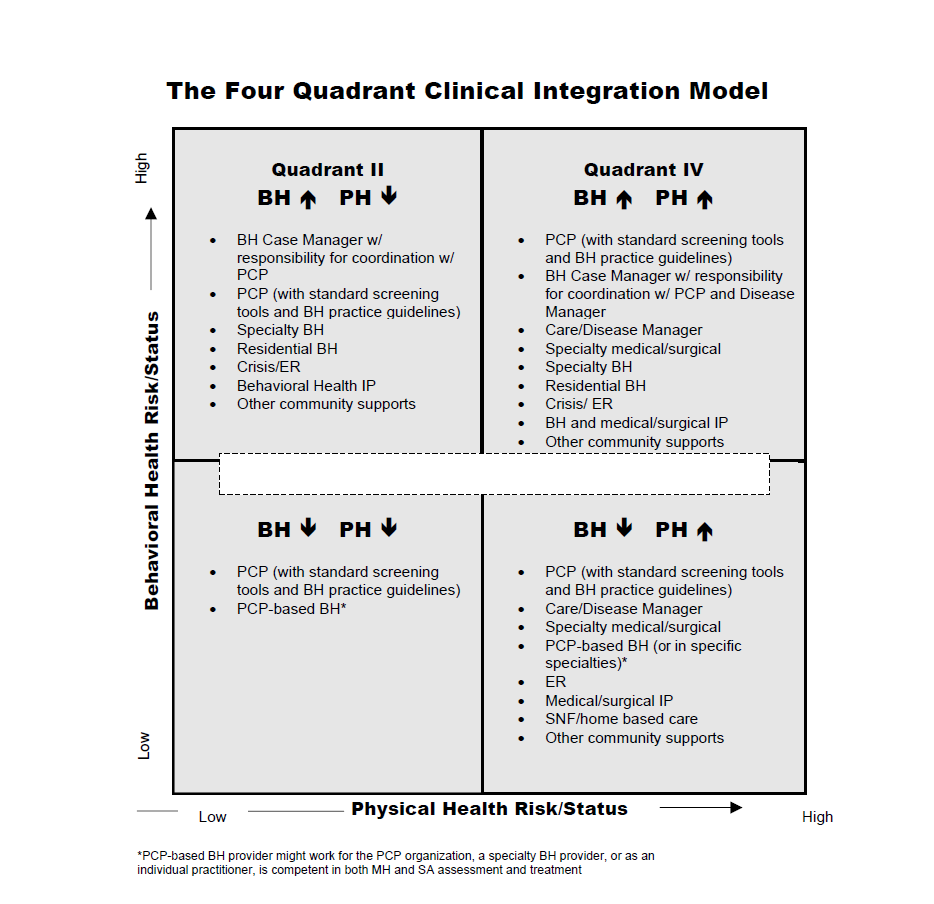 The Four Quadrant Clinical Integration Model
High
Behavioral Health Risk/Status
Low
Quadrant II
BH 🡹 PH 🡻
• BH Case Manager w/
responsibility for coordination w/
PCP
• PCP (with standard screening
tools and BH practice guidelines)
• Specialty BH
• Residential BH
• Crisis/ER
• Behavioral Health IP
• Other community supports
Quadrant IV
BH 🡹 PH 🡹
• PCP (with standard screening tools
and BH practice guidelines)
• BH Case Manager w/ responsibility
for coordination w/ PCP and Disease
Manager
• Care/Disease Manager
• Specialty medical/surgical
• Specialty BH
• Residential BH
• Crisis/ ER
• BH and medical/surgical IP
• Other community supports
BH 🡻 PH 🡻
• PCP (with standard screening
tools and BH practice guidelines)
• PCP-based BH*
BH 🡻 PH 🡹
• PCP (with standard screening tools
and BH practice guidelines)
• Care/Disease Manager
• Specialty medical/surgical
• PCP-based BH (or in specific
specialties)*
• ER
• Medical/surgical IP
• SNF/home based care
• Other community supports
Low
Physical Health Risk/Status
High
*PCP-based BH provider might work for the PCP organization, a specialty BH provider, or as an
individual practitioner, is competent in both MH and SA assessment and treatment